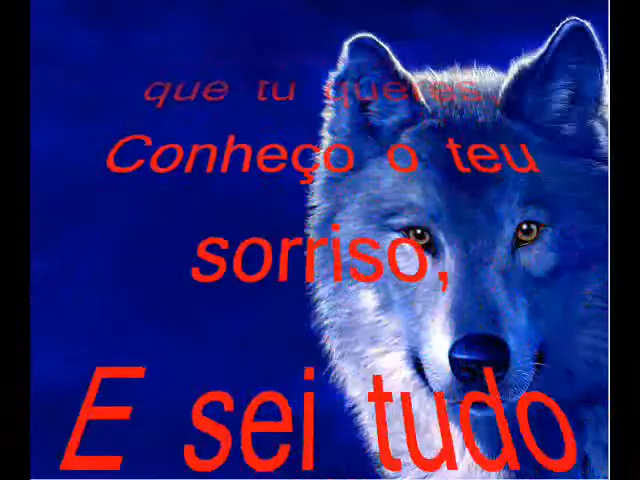 que tu queres,
Conheço o teu
sorriso,
E sei tudo